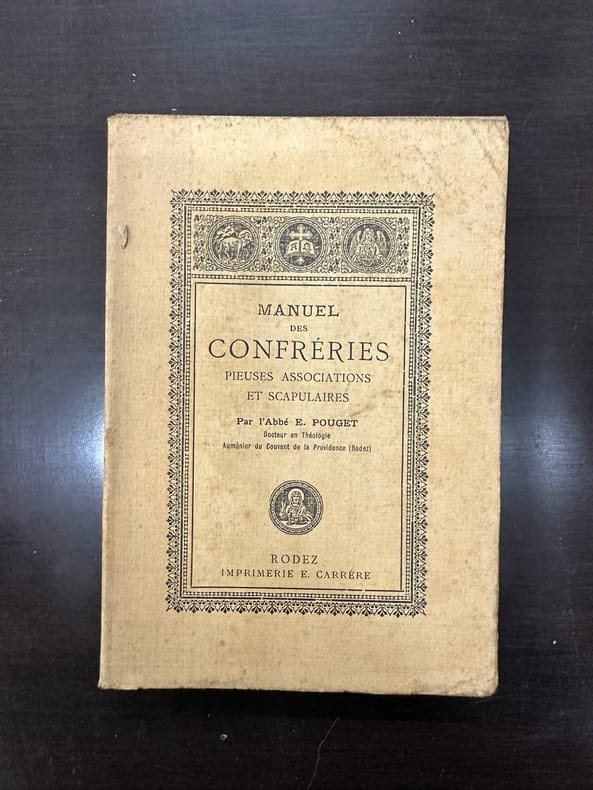 MANUEL
DES
CONFRÉRIES
PIEUSES ASSOCIATIONS
ET SCAPULAIRES
Par l'Abbé E. POUGET
Docteur en Théologie
Aumônier du Couvent de la Providence (Rodez)
RODEZ
IMPRIMERIE E. CARRÈRE